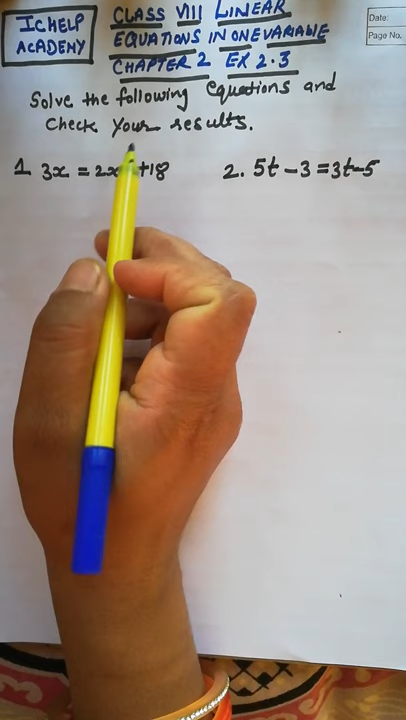 ICHELP
ACADEMY
CLASS VII LINEAR
EQUATIONS IN ONE VARIABLE
CHAPTER 2 EX 2.3
Date:
Page No.
Solve the following equations and
check your results.
1. 3x = 2x +18
2. 5t - 3 = 3t - 5